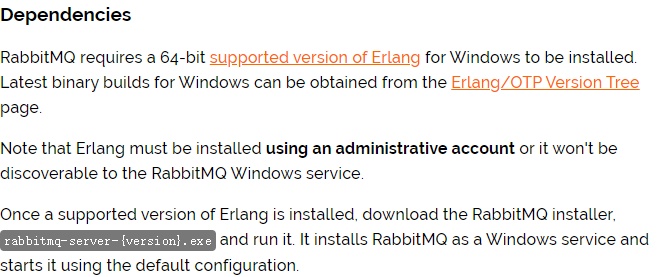 Dependencies
RabbitMQ requires a 64-bit supported version of Erlang for Windows to be installed.
Latest binary builds for Windows can be obtained from the Erlang/OTP Version Tree
page.
Note that Erlang must be installed using an administrative account or it won't be
discoverable to the RabbitMQ Windows service.
Once a supported version of Erlang is installed, download the RabbitMQ installer,
rabbitmq-server-{version}.exe and run it. It installs RabbitMQ as a Windows service and
starts it using the default configuration.